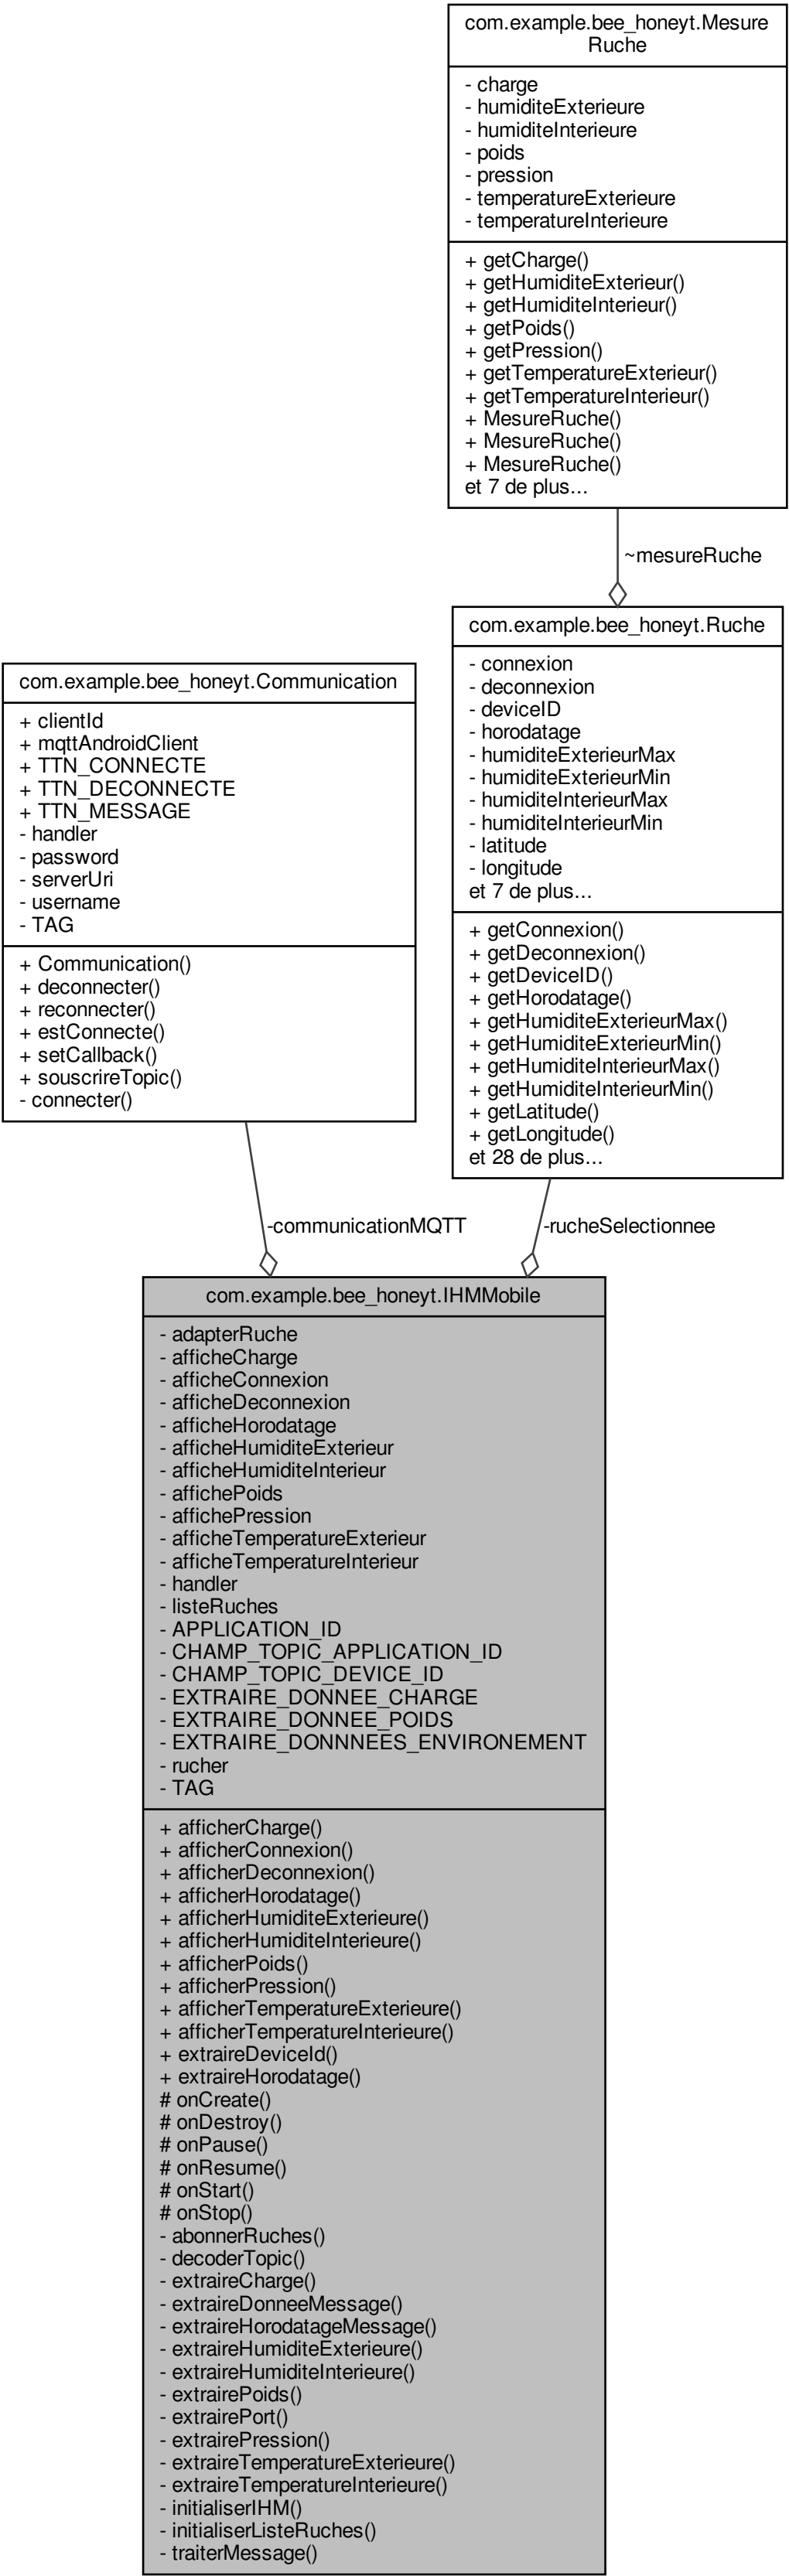 com.example.bee_honeyt.Mesure
Ruche
- charge
- humiditeExterieure
- humiditeInterieure
- poids
- pression
- temperatureExterieure
- temperatureInterieure
+ getCharge()
+ getHumiditeExterieur()
+ getHumiditeInterieur()
+ getPoids()
+ getPression()
+ getTemperatureExterieur()
+ getTemperatureInterieur()
+ MesureRuche()
+ MesureRuche()
+ MesureRuche()
et 7 de plus...
~mesureRuche
com.example.bee_honeyt.Ruche
- connexion
- deconnexion
- deviceID
- horodatage
- humiditeExterieurMax
- humiditeExterieurMin
- humiditeInterieurMax
- humiditeInterieurMin
- latitude
- longitude
et 7 de plus...
+ getConnexion()
+ getDeconnexion()
+ getDeviceID()
+ getHorodatage()
+ getHumiditeExterieurMax()
+ getHumiditeExterieurMin()
+ getHumiditeInterieurMax()
+ getHumiditeInterieurMin()
+ getLatitude()
+ getLongitude()
et 28 de plus...
com.example.bee_honeyt.Communication
+ clientId
+ mqttAndroidClient
+ TTN_CONNECTE
+ TTN_DECONNECTE
+ TTN_MESSAGE
- handler
- password
- serverUri
- username
- TAG
+ Communication()
+ deconnecter()
+ reconnecter()
+ estConnecte()
+ setCallback()
+ souscrireTopic()
- connecter()
-communicationMQTT
-rucheSelectionnee
com.example.bee_honeyt.IHMMobile
- adapterRuche
- afficheCharge
- afficheConnexion
- afficheDeconnexion
- afficheHorodatage
- afficheHumiditeExterieur
- afficheHumiditeInterieur
- affichePoids
- affichePression
- afficheTemperatureExterieur
- afficheTemperatureInterieur
- handler
- listeRuches
- APPLICATION_ID
- CHAMP_TOPIC_APPLICATION_ID
- CHAMP_TOPIC_DEVICE_ID
- EXTRAIRE_DONNEE_CHARGE
- EXTRAIRE_DONNEE_POIDS
- EXTRAIRE_DONNNEES_ENVIRONEMENT
- rucher
- TAG
+ afficherCharge()
+ afficherConnexion()
+ afficherDeconnexion()
+ afficherHorodatage()
+ afficherHumiditeExterieure()
+ afficherHumiditeInterieure()
+ afficherPoids()
+ afficherPression()
+ afficherTemperatureExterieure()
+ afficherTemperatureInterieure()
+ extraireDeviceId()
+ extraireHorodatage()
# onCreate()
# onDestroy()
# onPause()
# onResume()
# onStart()
# onStop()
- abonnerRuches()
- decoderTopic()
- extraireCharge()
- extraireDonneeMessage()
- extraireHorodatageMessage()
- extraireHumiditeExterieure()
- extraireHumiditeInterieure()
- extrairePoids()
- extrairePort()
- extrairePression()
- extraireTemperatureExterieure()
- extraireTemperatureInterieure()
- initialiserIHM()
- initialiserListeRuches()
- traiterMessage()